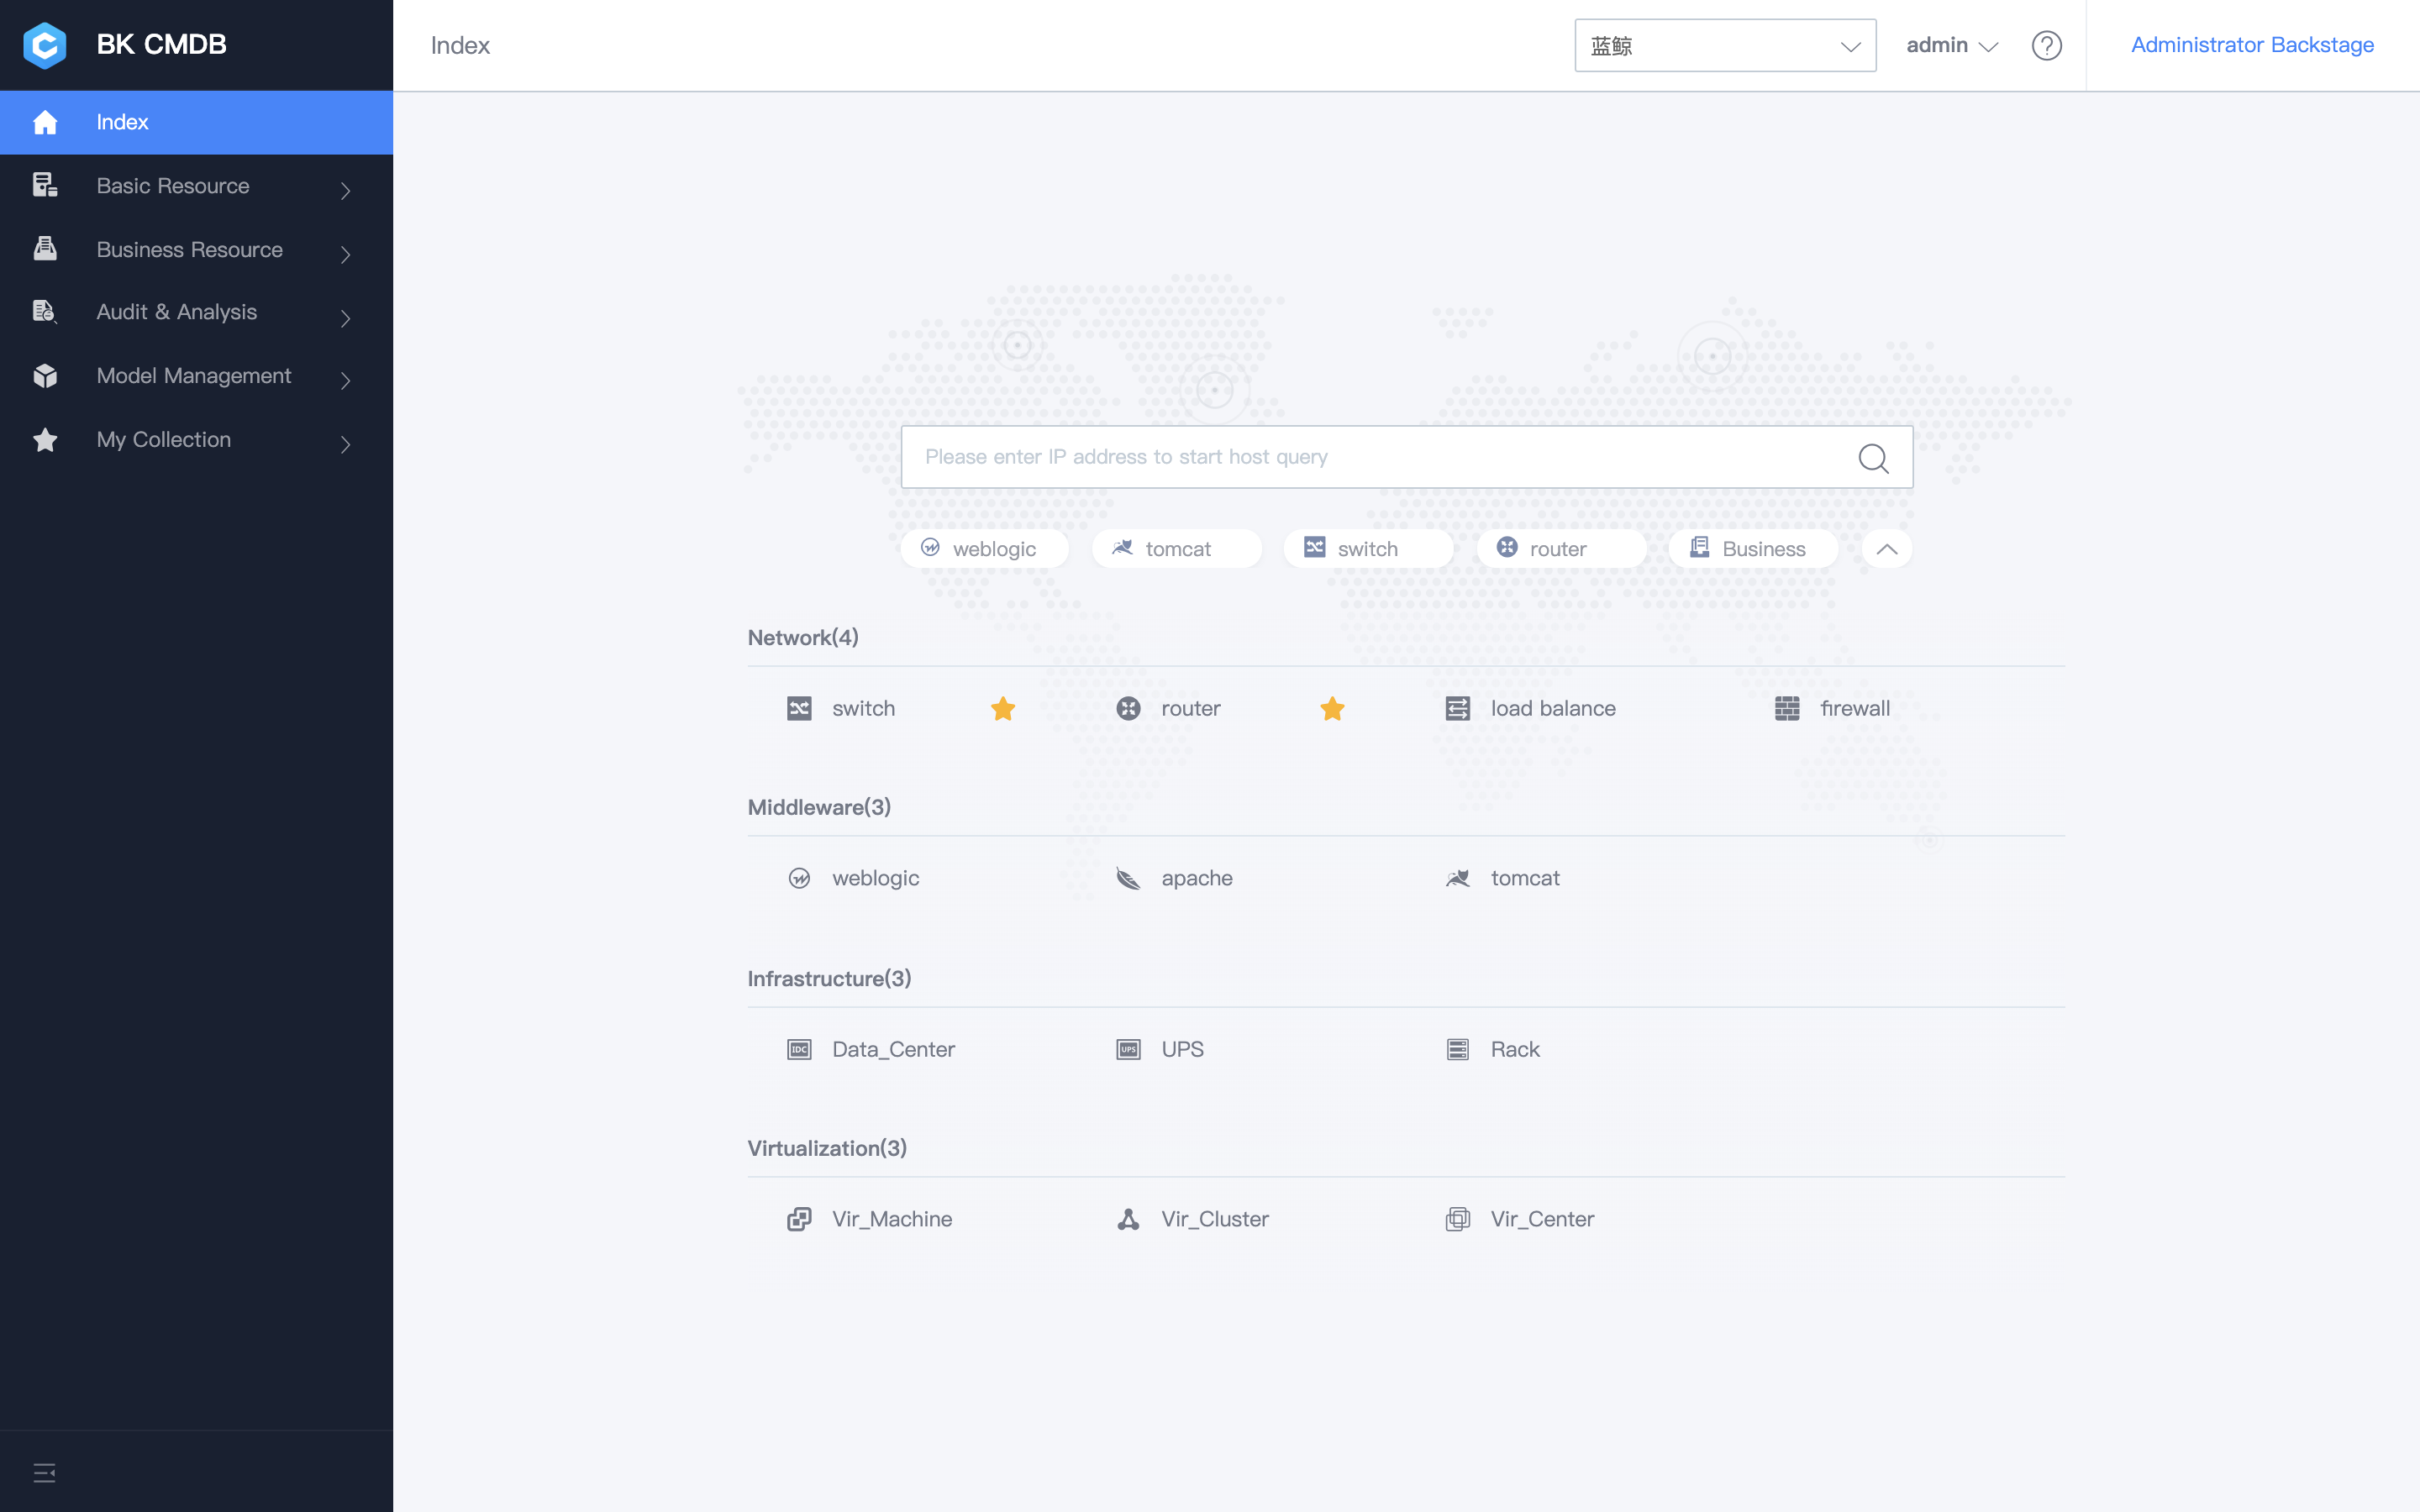 BK CMDB
Index
蓝鲸
admin
Administrator Backstage
Index
Basic Resource
Business Resource
Audit & Analysis
Model Management
My Collection
Please enter IP address to start host query
weblogic
tomcat
switch
router
Business
Network(4)
switch
router
load balance
firewall
Middleware(3)
weblogic
apache
tomcat
Infrastructure(3)
IDC
Data_Center
UPS
UPS
Rack
Virtualization(3)
Vir_Machine
Vir_Cluster
Vir_Center